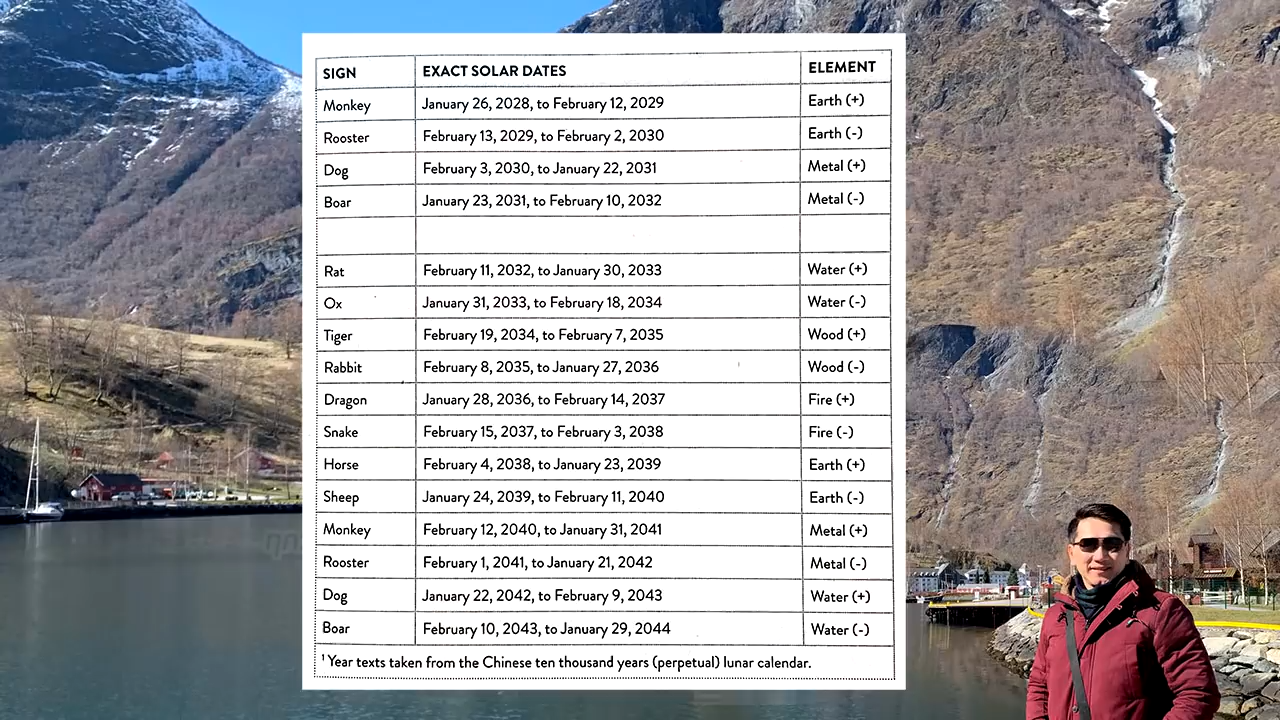 SIGN EXACT SOLAR DATES ELEMENT
Monkey January 26, 2028, to February 12, 2029 Earth (+)
Rooster February 13, 2029, to February 2, 2030 Earth (-)
Dog February 3, 2030, to January 22, 2031 Metal (+)
Boar January 23, 2031, to February 10, 2032 Metal (-)
Rat February 11, 2032, to January 30, 2033 Water (+)
Ox January 31, 2033, to February 18, 2034 Water (-)
Tiger February 19, 2034, to February 7, 2035 Wood (+)
Rabbit February 8, 2035, to January 27, 2036 Wood (-)
Dragon January 28, 2036, to February 14, 2037 Fire (+)
Snake February 15, 2037, to February 3, 2038 Fire (-)
Horse February 4, 2038, to January 23, 2039 Earth (+)
Sheep January 24, 2039, to February 11, 2040 Earth (-)
Monkey February 12, 2040, to January 31, 2041 Metal (+)
Rooster February 1, 2041, to January 21, 2042 Metal (-)
Dog January 22, 2042, to February 9, 2043 Water (+)
Boar February 10, 2043, to January 29, 2044 Water (-)
¹ Year texts taken from the Chinese ten thousand years (perpetual) lunar calendar.